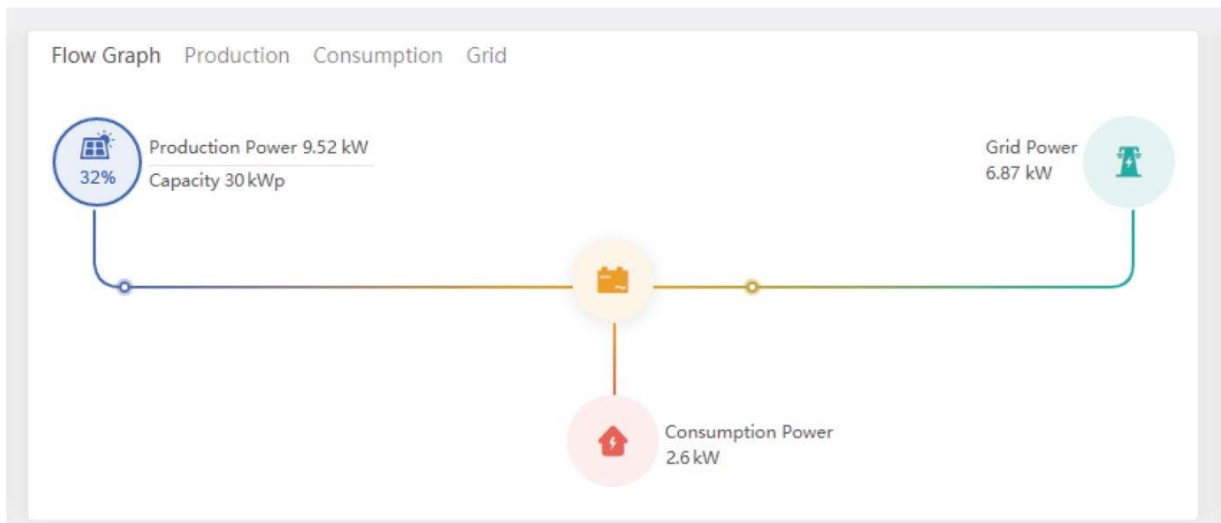 Flow Graph Production Consumption Grid
Production Power 9.52 kW
32%
Capacity 30 kWp
Grid Power
6.87 kW
Consumption Power
2.6 kW